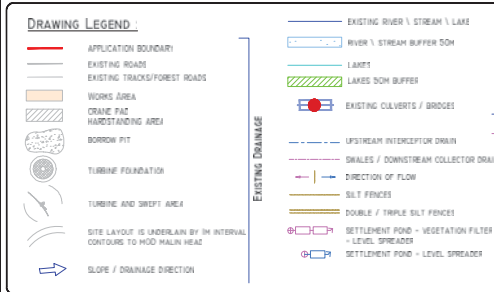 DRAWING LEGEND :
APPLICATION BOUNDARY
EXISTING ROADS
EXISTING TRACKS/FOREST ROADS
WORKS AREA
CRANE PAD
HARDSTANDING AREA
BORROW PIT
TURBINE FOUNDATION
TURBINE AND SWEPT AREA
SITE LAYOUT IS UNDERLAIN BY 1M INTERVAL
CONTOURS TO MOD MALIN HEAD
SLOPE / DRAINAGE DIRECTION
EXISTING DRAINAGE
EXISTING RIVER \ STREAM \ LAKE
RIVER \ STREAM BUFFER 50M
LAKES
LAKES 50M BUFFER
EXISTING CULVERTS / BRIDGES
UPSTREAM INTERCEPTOR DRAIN
SWALES / DOWNSTREAM COLLECTOR DRAI
DIRECTION OF FLOW
SILT FENCES
DOUBLE / TRIPLE SILT FENCES
SETTLEMENT POND - VEGETATION FILTER
- LEVEL SPREADER
SETTLEMENT POND - LEVEL SPREADER